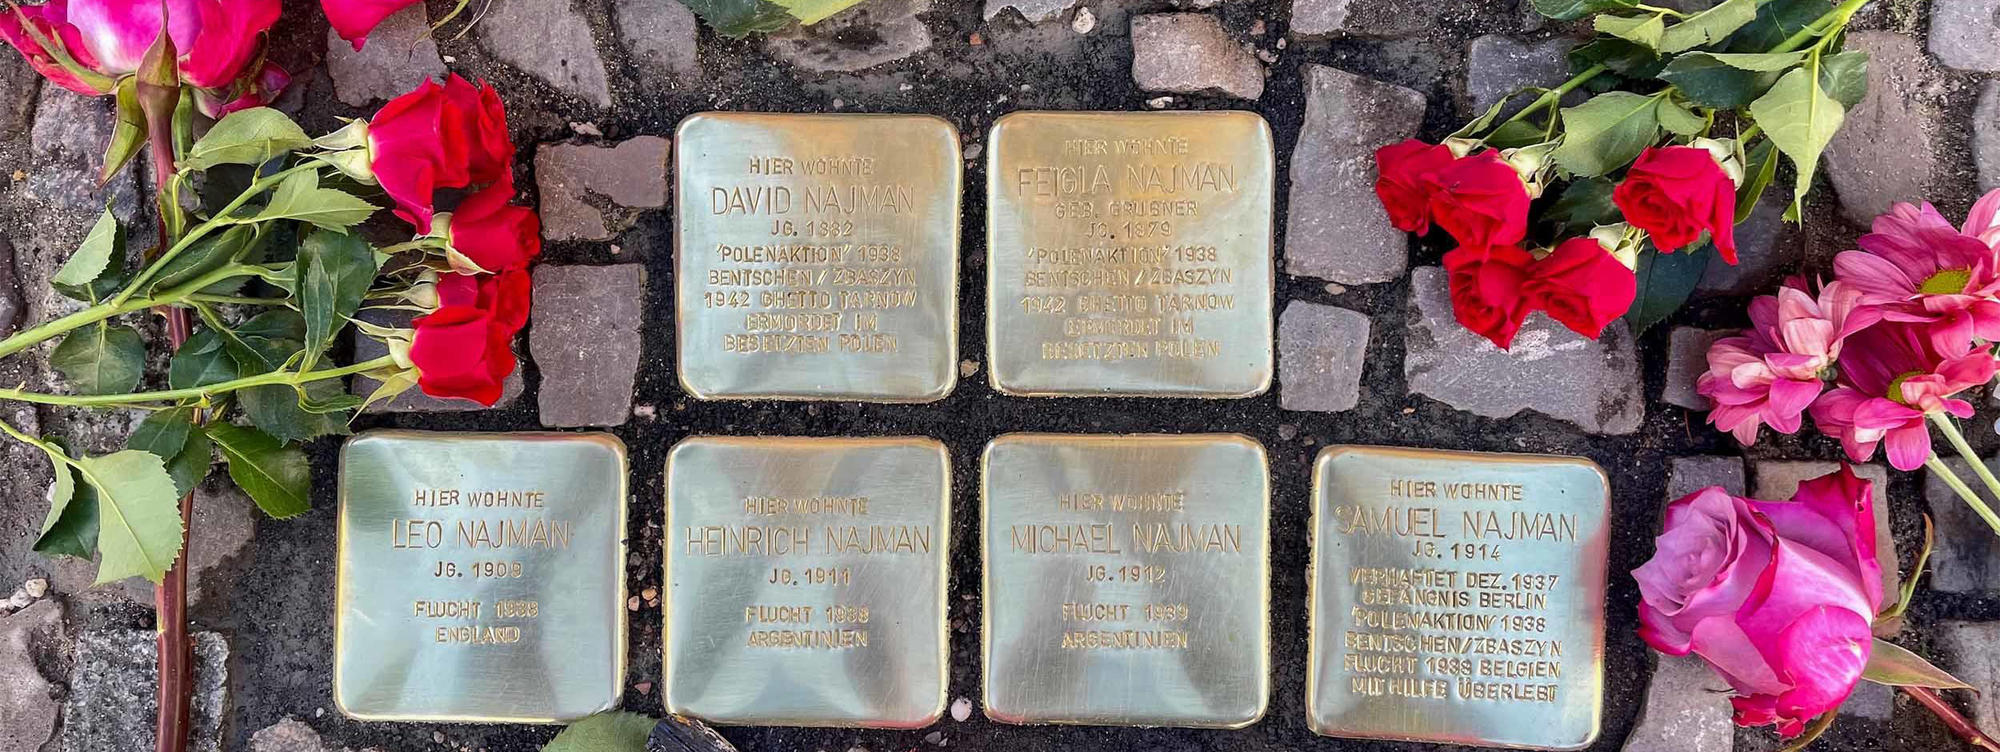 HIER WOHNTE
DAVID NAJMAN
JG. 1882
'POLENAKTION' 1938
BENTSCHEN / ZBASZYN
1942 GHETTO TARNOW
ERMORDET IM
BESETZTEN POLEN
HIER WOHNTE
FEIGLA NAJMAN
GEB. GRUBNER
JG. 1879
'POLENAKTION' 1938
BENTSCHEN / ZBASZYN
1942 GHETTO TARNOW
ERMORDET IM
BESETZTEN POLEN
HIER WOHNTE
LEO NAJMAN
JG. 1909
FLUCHT 1938
ENGLAND
HIER WOHNTE
HEINRICH NAJMAN
JG. 1911
FLUCHT 1938
ARGENTINIEN
HIER WOHNTE
MICHAEL NAJMAN
JG. 1912
FLUCHT 1939
ARGENTINIEN
HIER WOHNTE
SAMUEL NAJMAN
JG. 1914
VERHAFTET DEZ. 1937
GEFÄNGNIS BERLIN
'POLENAKTION' 1938
BENTSCHEN/ZBASZYN
FLUCHT 1938 BELGIEN
MIT HILFE ÜBERLEBT